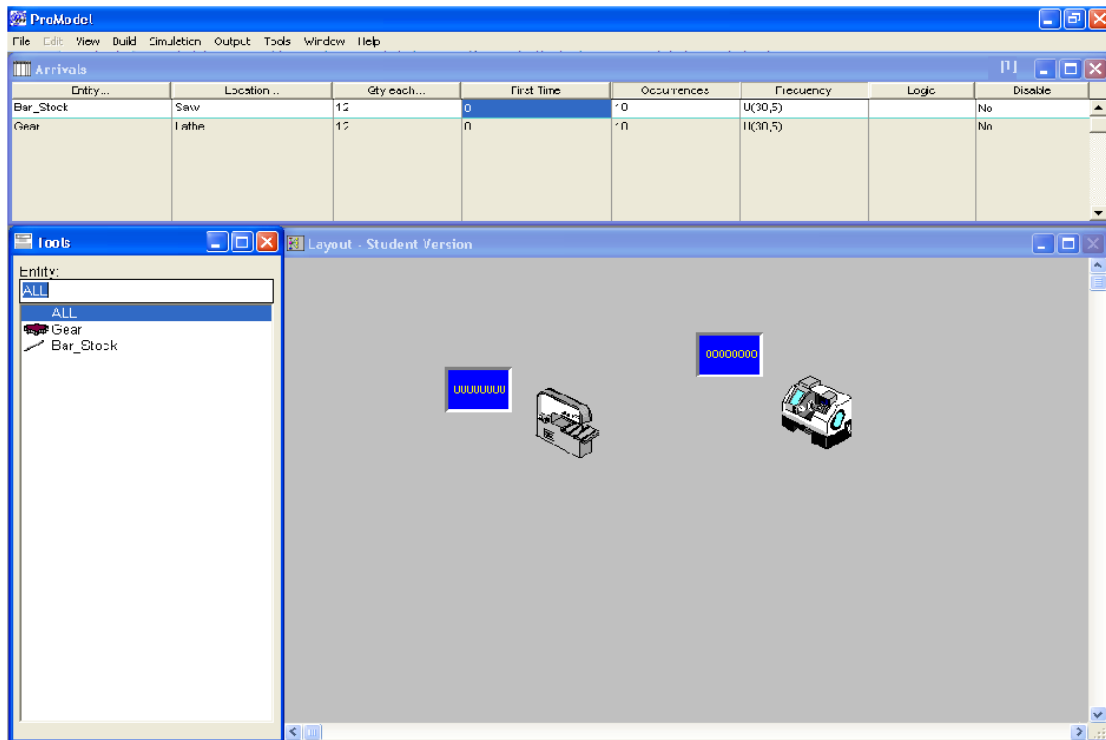 ProModel
File Edit View Build Simulation Output Tools Window Help
Arrivals [1]
Entity... Location... Qty each... First Time Occurrences Frequency Logic Disable
Bar_Stock Saw 12 0 10 U(30,5) No
Gear Lathe 12 0 10 U(30,5) No
Tools
Layout - Student Version
Entity:
ALL
ALL
Gear
Bar_Stock
00000000
00000000